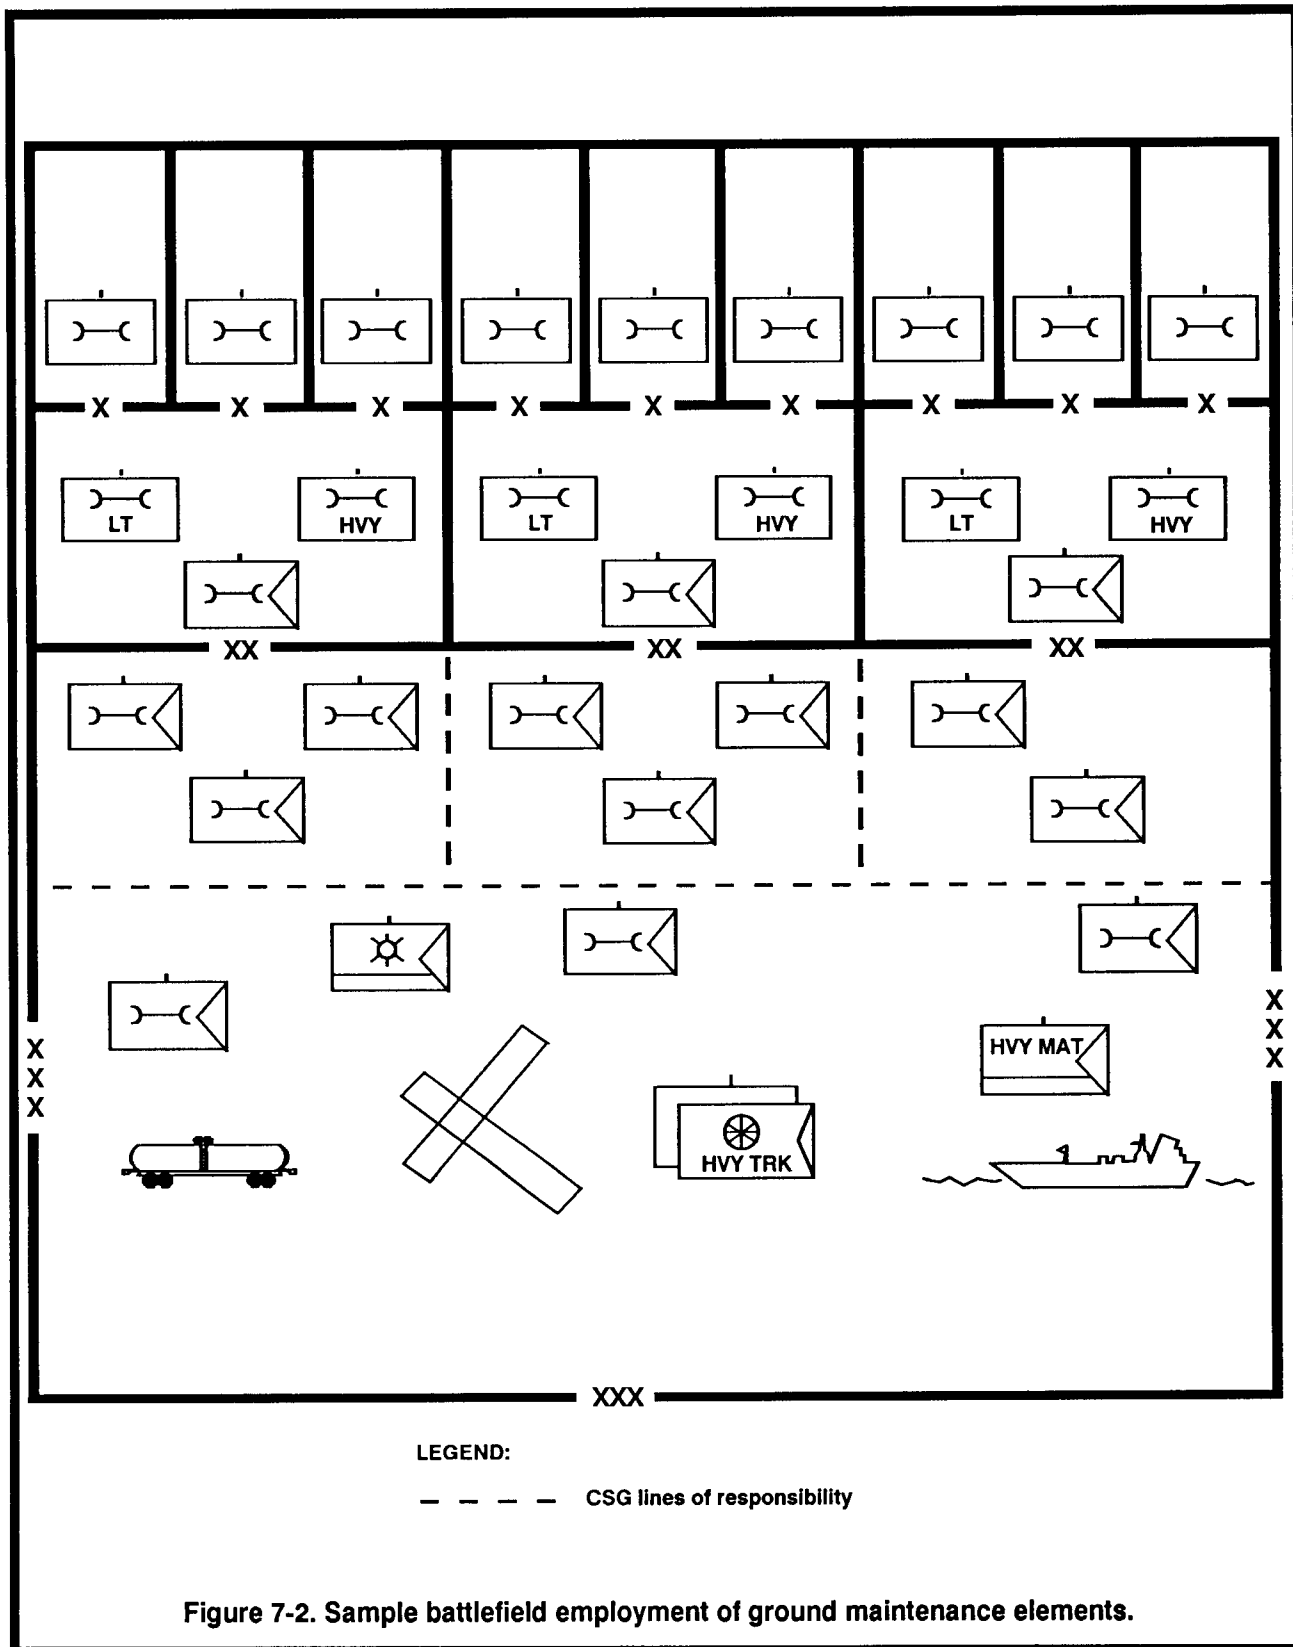 X X X X X X X X X
LT HVY LT HVY LT HVY
XX XX XX
HVY MAT
X
X
X
X
X
X
HVY TRK
XXX
LEGEND:
CSG lines of responsibility
Figure 7-2. Sample battlefield employment of ground maintenance elements.